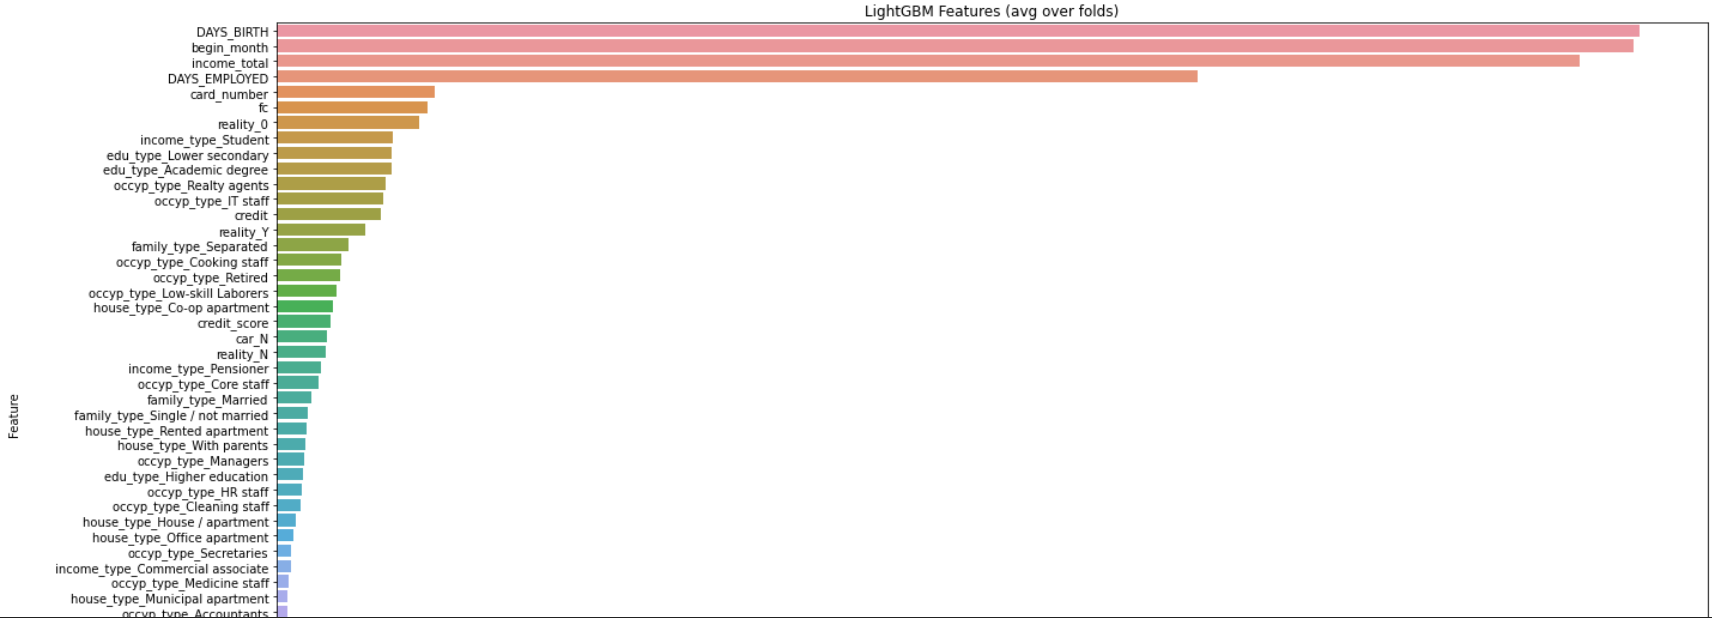 LightGBM Features (avg over folds)
DAYS_BIRTH
begin_month
income_total
DAYS_EMPLOYED
card_number
fc
reality_0
income_type_Student
edu_type_Lower secondary
edu_type_Academic degree
occyp_type_Realty agents
occyp_type_IT staff
credit
reality_Y
family_type_Separated
occyp_type_Cooking staff
occyp_type_Retired
occyp_type_Low-skill Laborers
house_type_Co-op apartment
credit_score
car_N
reality_N
income_type_Pensioner
occyp_type_Core staff
family_type_Married
family_type_Single / not married
house_type_Rented apartment
house_type_With parents
occyp_type_Managers
edu_type_Higher education
occyp_type_HR staff
occyp_type_Cleaning staff
house_type_House / apartment
house_type_Office apartment
occyp_type_Secretaries
income_type_Commercial associate
occyp_type_Medicine staff
house_type_Municipal apartment
occyp_type_Accountants
Feature